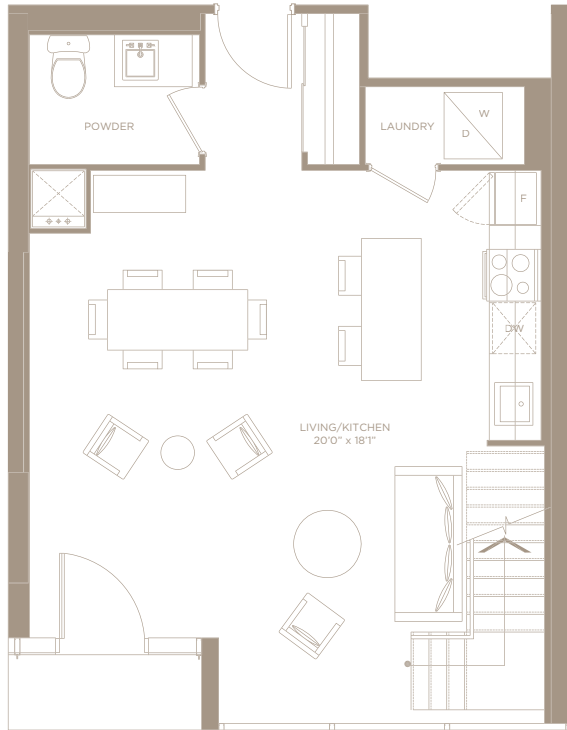 POWDER
LAUNDRY
W
D
F
DW
LIVING/KITCHEN
20'0" x 18'1"